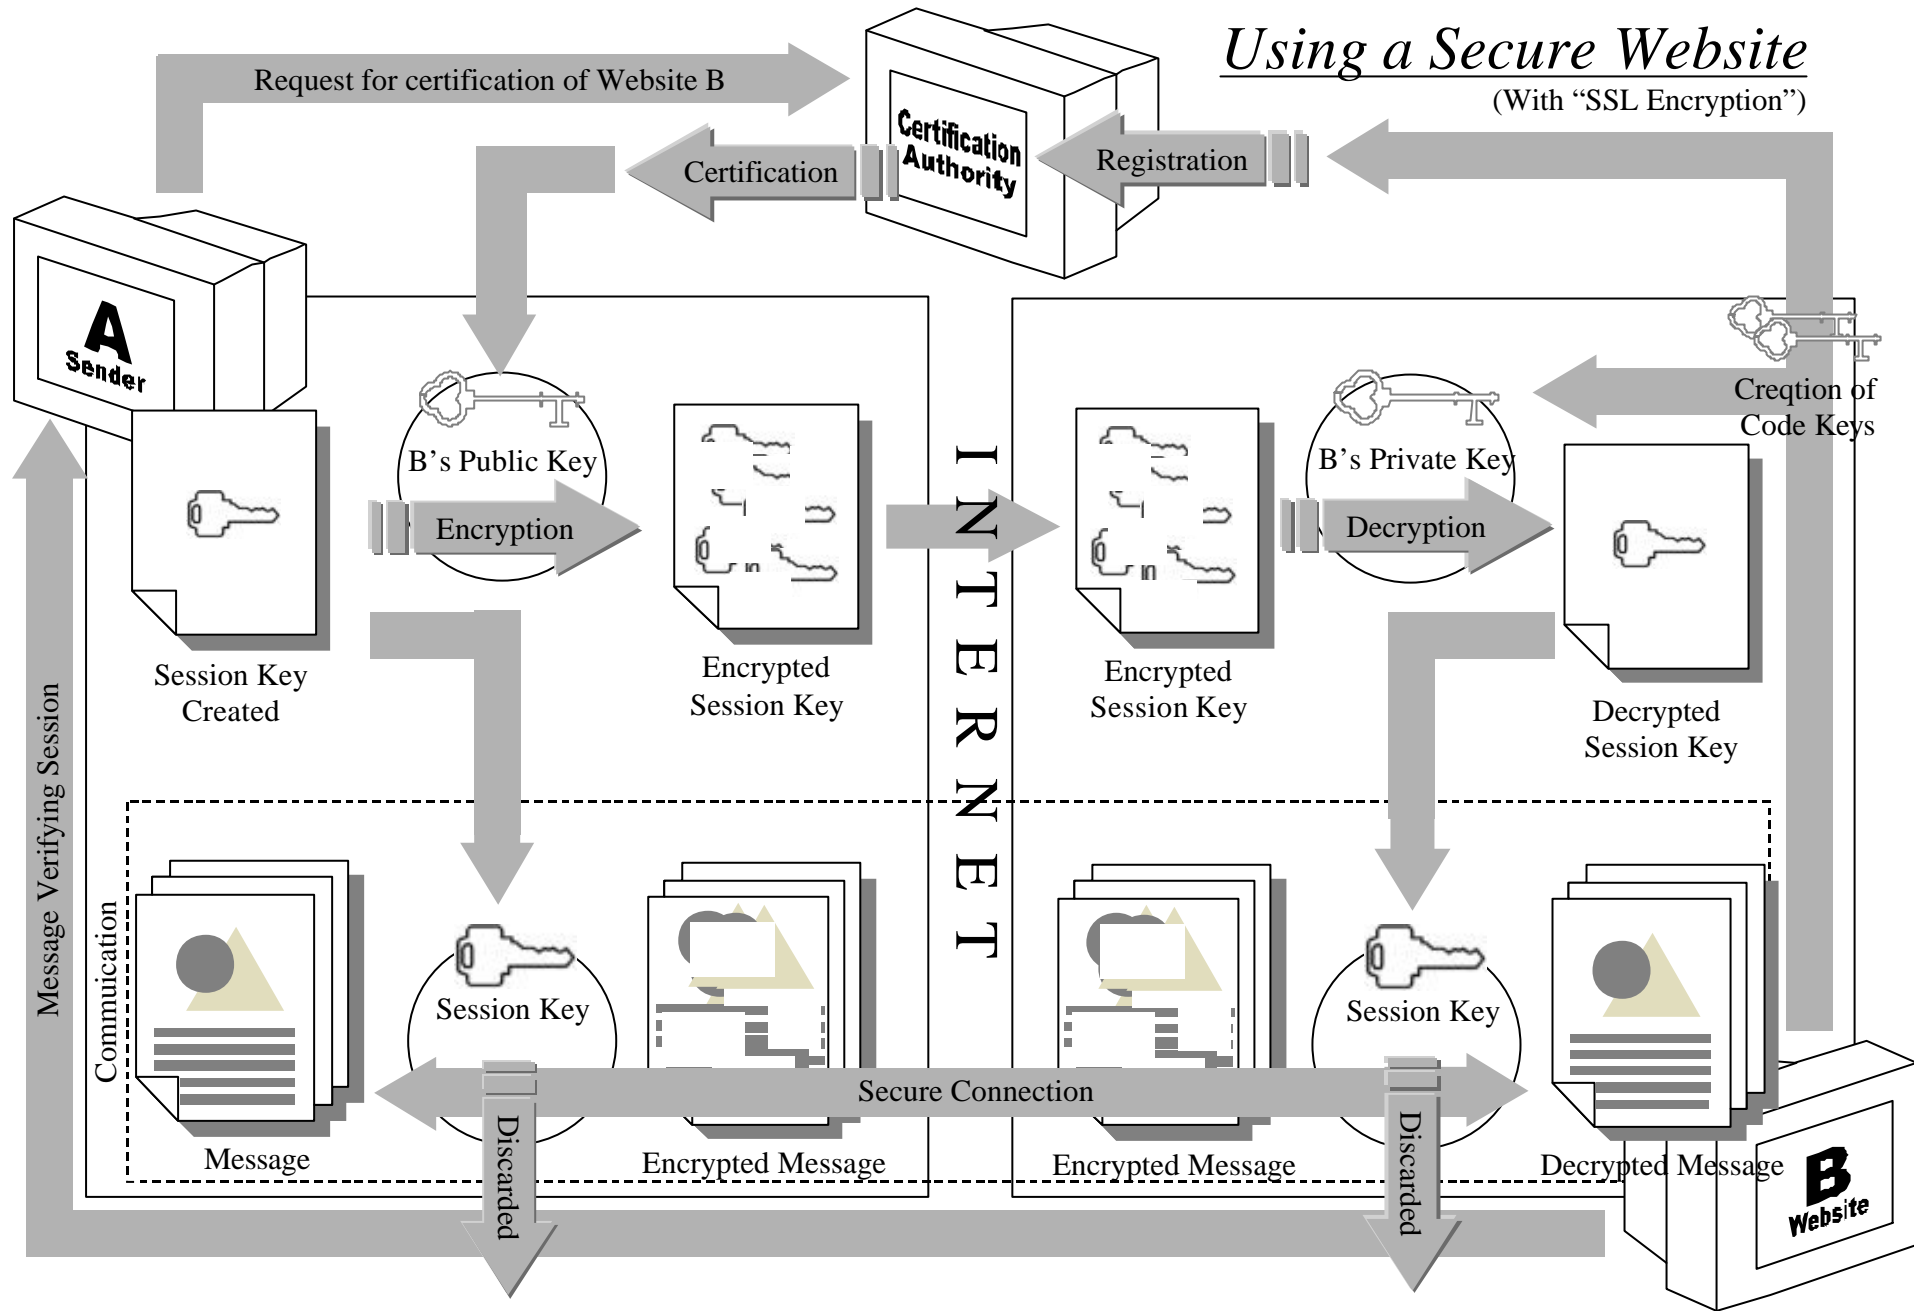 Using a Secure Website
(With “SSL Encryption”)
Request for certification of Website B
Certification
Authority
Certification
Registration
A
Sender
Creqtion of
Code Keys
B’s Public Key
Encryption
B’s Private Key
Decryption
INTERNET
Session Key
Created
Encrypted
Session Key
Encrypted
Session Key
Decrypted
Session Key
Message Verifying Session
Commuication
Session Key
Session Key
Secure Connection
Discarded
Discarded
Message
Encrypted Message
Encrypted Message
Decrypted Message
B
Website